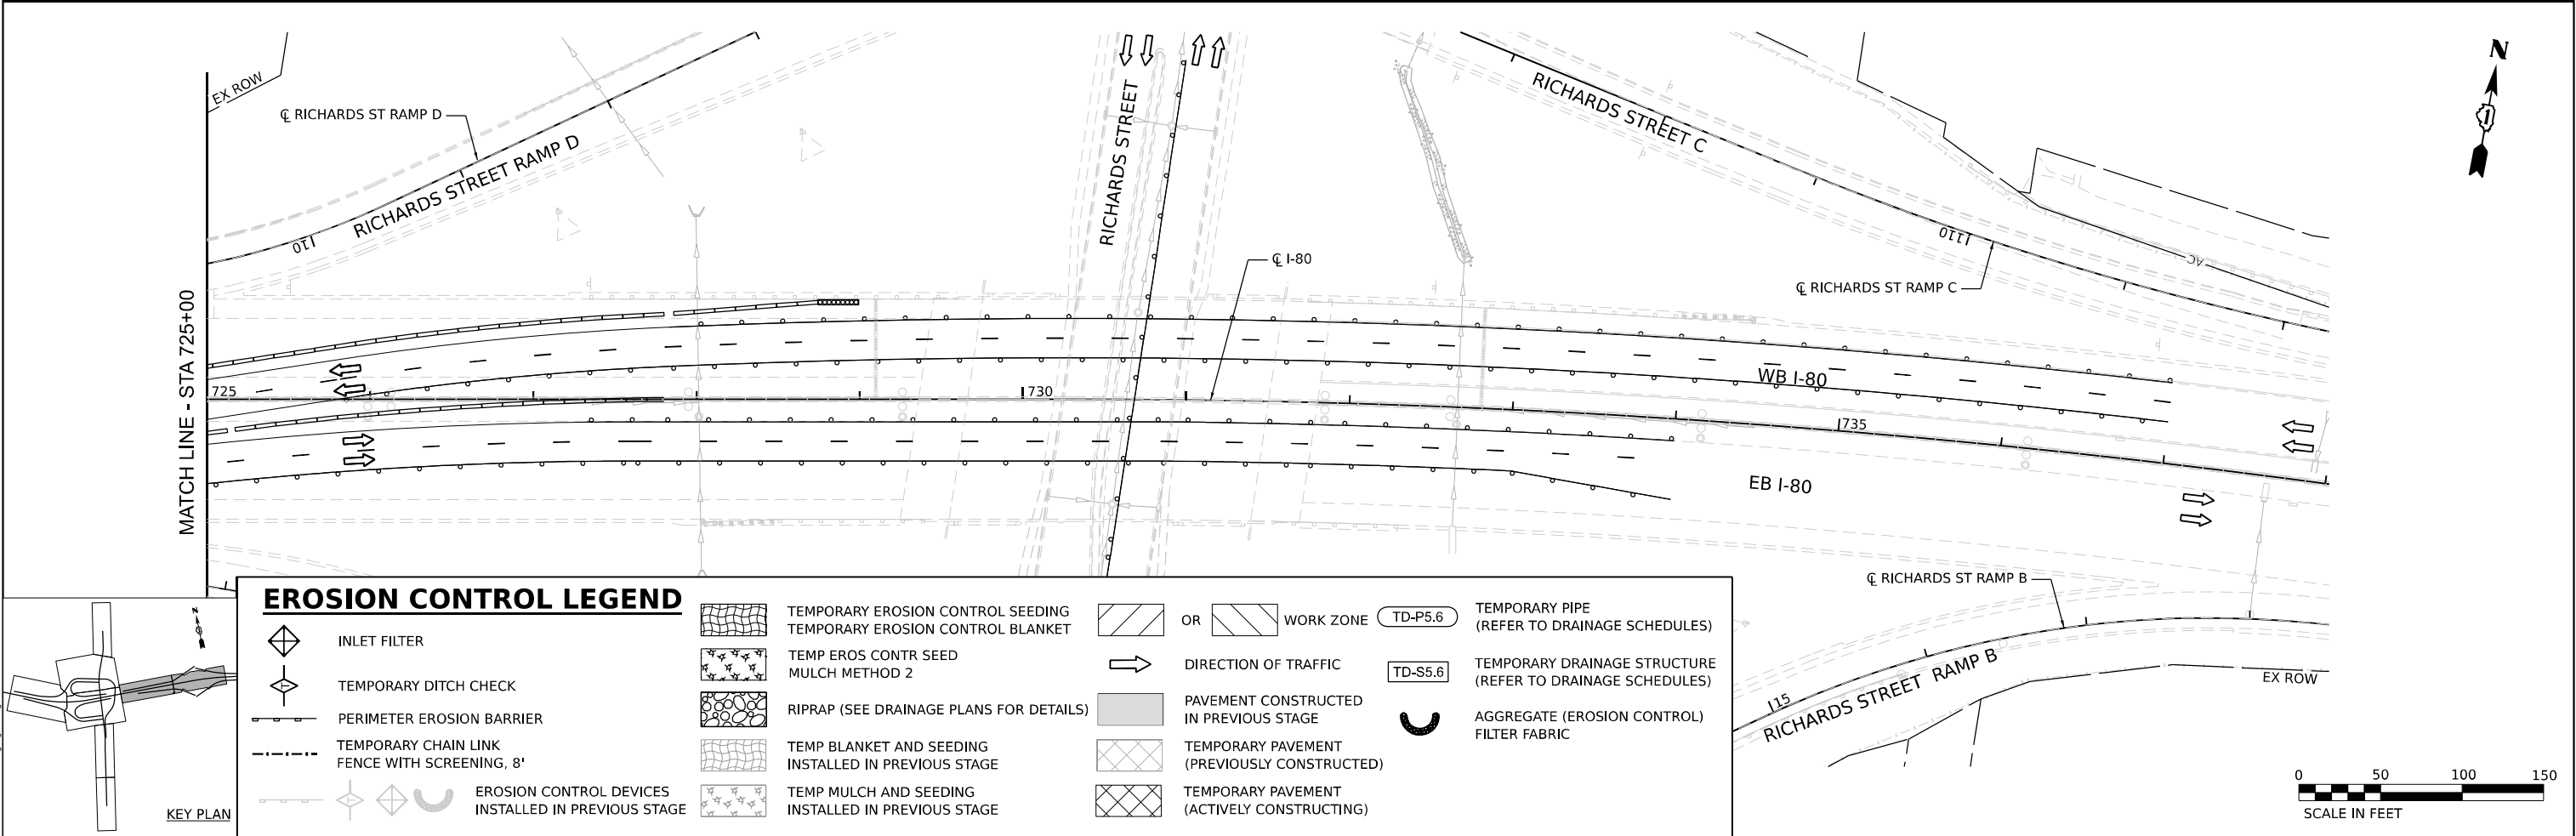 EX ROW
℄ RICHARDS ST RAMP D
RICHARDS STREET RAMP D
110
RICHARDS STREET
RICHARDS STREET C
1110
AC
℄ RICHARDS ST RAMP C
℄ I-80
N
1
MATCH LINE - STA 725+00
725
730
735
WB I-80
EB I-80
℄ RICHARDS ST RAMP B
RICHARDS STREET RAMP B
115
EX ROW
0 50 100 150
SCALE IN FEET
N
KEY PLAN
EROSION CONTROL LEGEND
INLET FILTER
TEMPORARY DITCH CHECK
PERIMETER EROSION BARRIER
TEMPORARY CHAIN LINK
FENCE WITH SCREENING, 8'
EROSION CONTROL DEVICES
INSTALLED IN PREVIOUS STAGE
TEMPORARY EROSION CONTROL SEEDING
TEMPORARY EROSION CONTROL BLANKET
TEMP EROS CONTR SEED
MULCH METHOD 2
RIPRAP (SEE DRAINAGE PLANS FOR DETAILS)
TEMP BLANKET AND SEEDING
INSTALLED IN PREVIOUS STAGE
TEMP MULCH AND SEEDING
INSTALLED IN PREVIOUS STAGE
OR
WORK ZONE
DIRECTION OF TRAFFIC
PAVEMENT CONSTRUCTED
IN PREVIOUS STAGE
TEMPORARY PAVEMENT
(PREVIOUSLY CONSTRUCTED)
TEMPORARY PAVEMENT
(ACTIVELY CONSTRUCTING)
TD-P5.6
TEMPORARY PIPE
(REFER TO DRAINAGE SCHEDULES)
TD-S5.6
TEMPORARY DRAINAGE STRUCTURE
(REFER TO DRAINAGE SCHEDULES)
AGGREGATE (EROSION CONTROL)
FILTER FABRIC